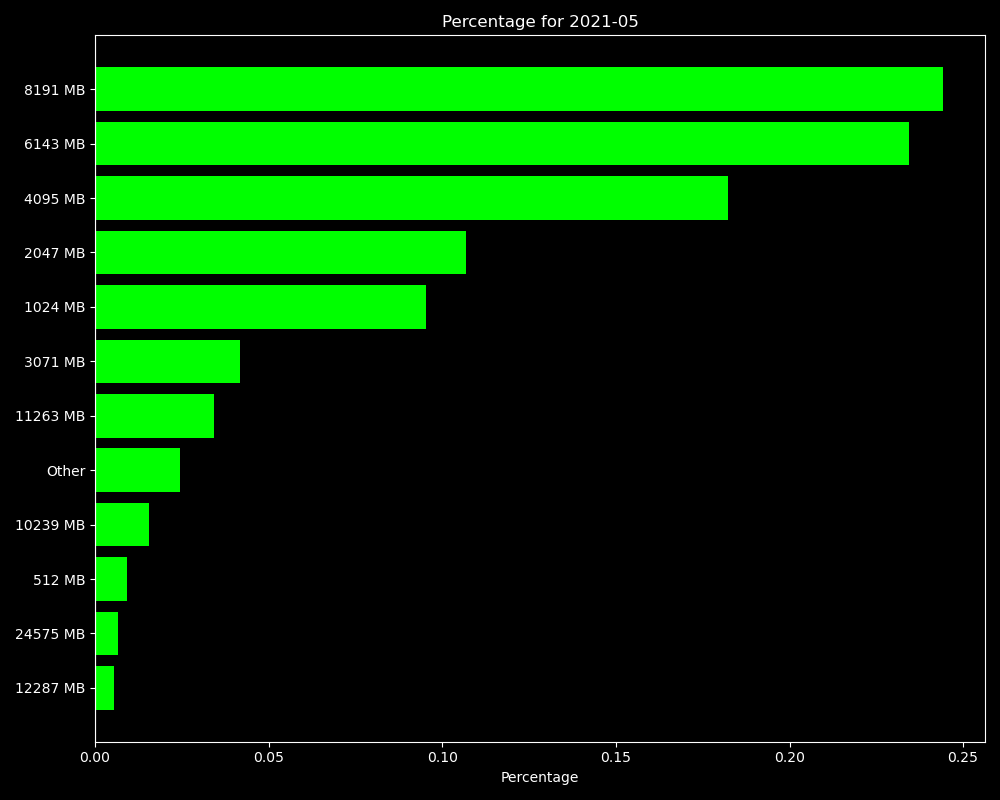 Percentage for 2021-05
8191 MB
6143 MB
4095 MB
2047 MB
1024 MB
3071 MB
11263 MB
Other
10239 MB
512 MB
24575 MB
12287 MB
0.00 0.05 0.10 0.15 0.20 0.25
Percentage